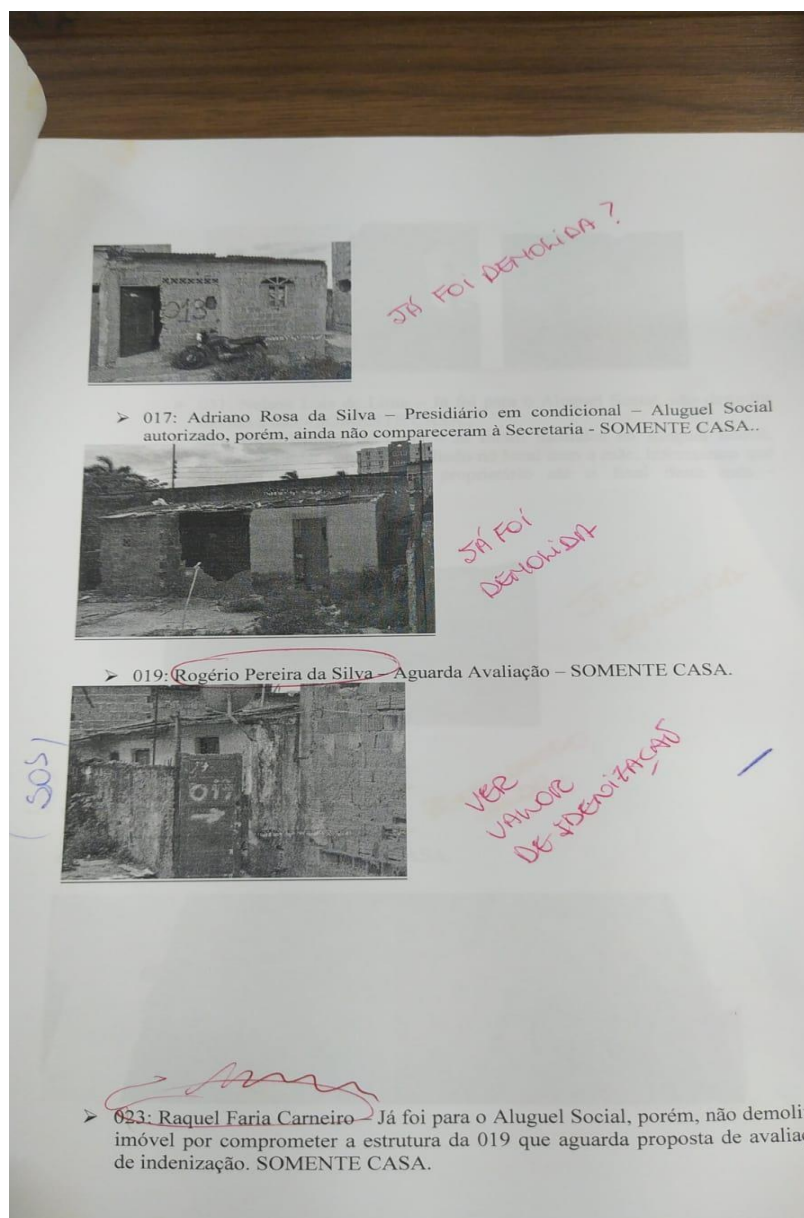 JÁ FOI DEMOLIDA?
013
➢ 017: Adriano Rosa da Silva – Presidiário em condicional – Aluguel Social
autorizado, porém, ainda não compareceram à Secretaria - SOMENTE CASA..
JÁ FOI
DEMOLIDA
➢ 019: Rogério Pereira da Silva – Aguarda Avaliação – SOMENTE CASA.
VER
VALOR
DE IDENIZAÇÃO
➢ 023: Raquel Faria Carneiro – Já foi para o Aluguel Social, porém, não demoli
imóvel por comprometer a estrutura da 019 que aguarda proposta de avalia
de indenização. SOMENTE CASA.